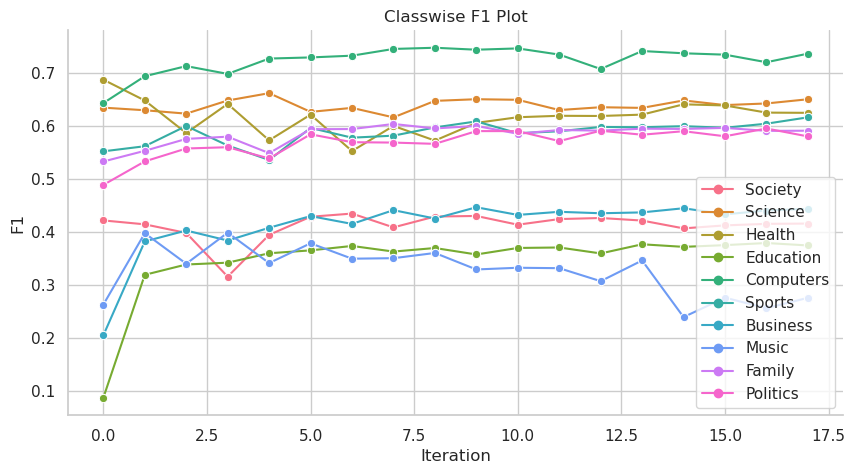 Classwise F1 Plot
F1
0.7
0.6
0.5
0.4
0.3
0.2
0.1
0.0
2.5
5.0
7.5
10.0
12.5
15.0
17.5
Iteration
Society
Science
Health
Education
Computers
Sports
Business
Music
Family
Politics